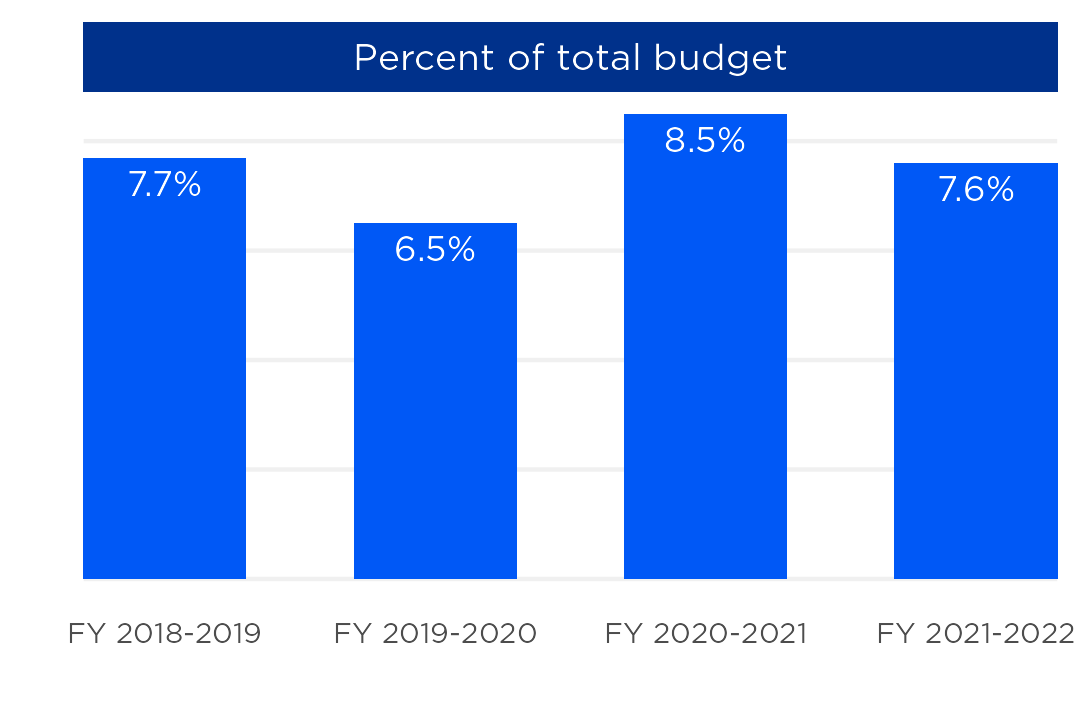 Percent of total budget
7.7%
6.5%
8.5%
7.6%
FY 2018-2019
FY 2019-2020
FY 2020-2021
FY 2021-2022